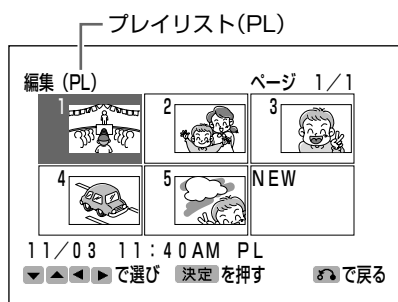 プレイリスト(PL)
編集 (PL) ページ 1/1
1 2 3
4 5 NEW
11/03 11:40AM PL
▼▲◀▶で選び 決定を押す で戻る